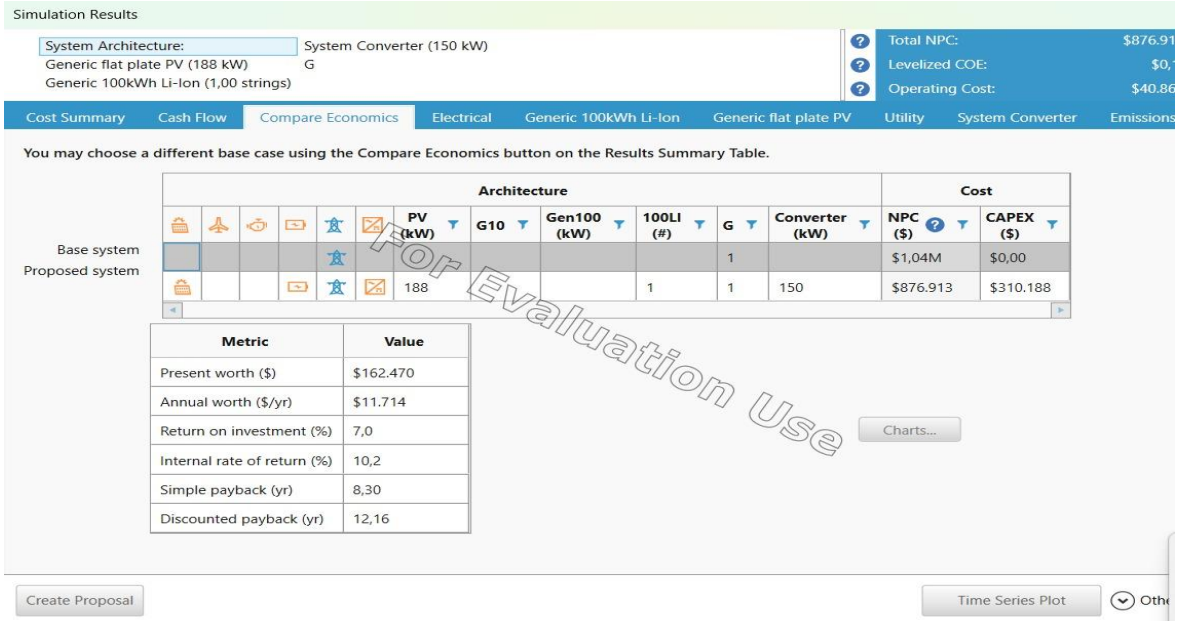 Simulation Results
System Architecture: System Converter (150 kW) Total NPC: $876.91
Generic flat plate PV (188 kW) G Levelized COE: $0,
Generic 100kWh Li-Ion (1,00 strings) Operating Cost: $40.86
Cost Summary Cash Flow Compare Economics Electrical Generic 100kWh Li-Ion Generic flat plate PV Utility System Converter Emissions
You may choose a different base case using the Compare Economics button on the Results Summary Table.
Architecture Cost
PV (kW) G10 Gen100 (kW) 100LI (#) G Converter (kW) NPC ($) CAPEX ($)
Base system 1 $1,04M $0,00
Proposed system 188 1 1 150 $876.913 $310.188
For Evaluation Use
Metric Value
Present worth ($) $162.470
Annual worth ($/yr) $11.714
Return on investment (%) 7,0
Internal rate of return (%) 10,2
Simple payback (yr) 8,30
Discounted payback (yr) 12,16
Charts...
Create Proposal Time Series Plot Othe